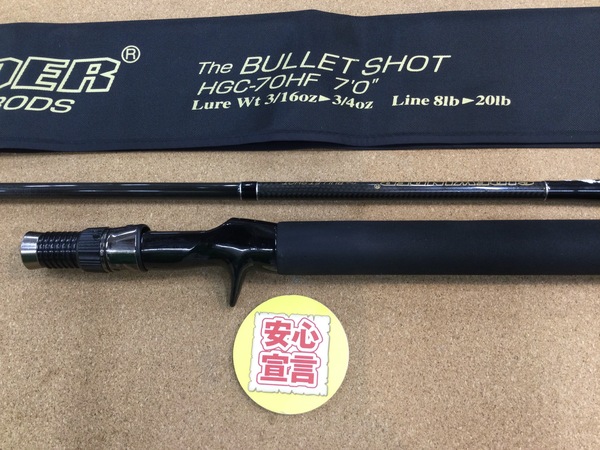 DER®
The BULLET SHOT
RODS
HGC-70HF 7'0"
Lure Wt 3/16oz▶3/4oz Line 8lb▶20lb
安心
宣言